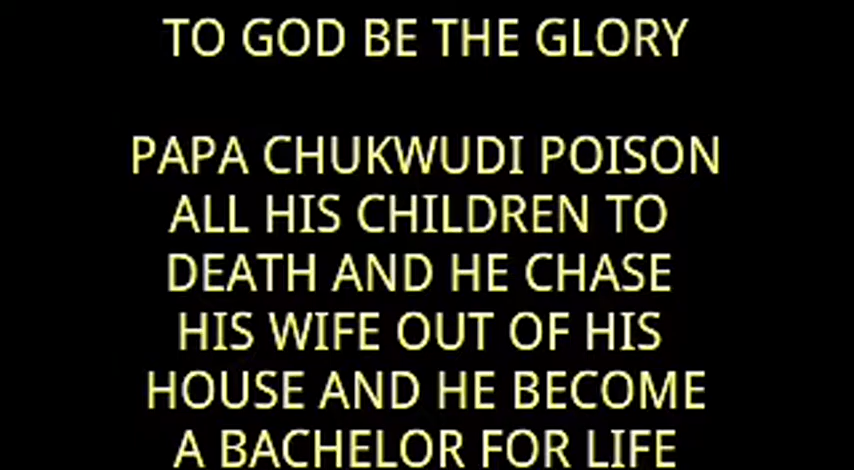 TO GOD BE THE GLORY
PAPA CHUKWUDI POISON
ALL HIS CHILDREN TO
DEATH AND HE CHASE
HIS WIFE OUT OF HIS
HOUSE AND HE BECOME
A BACHELOR FOR LIFE